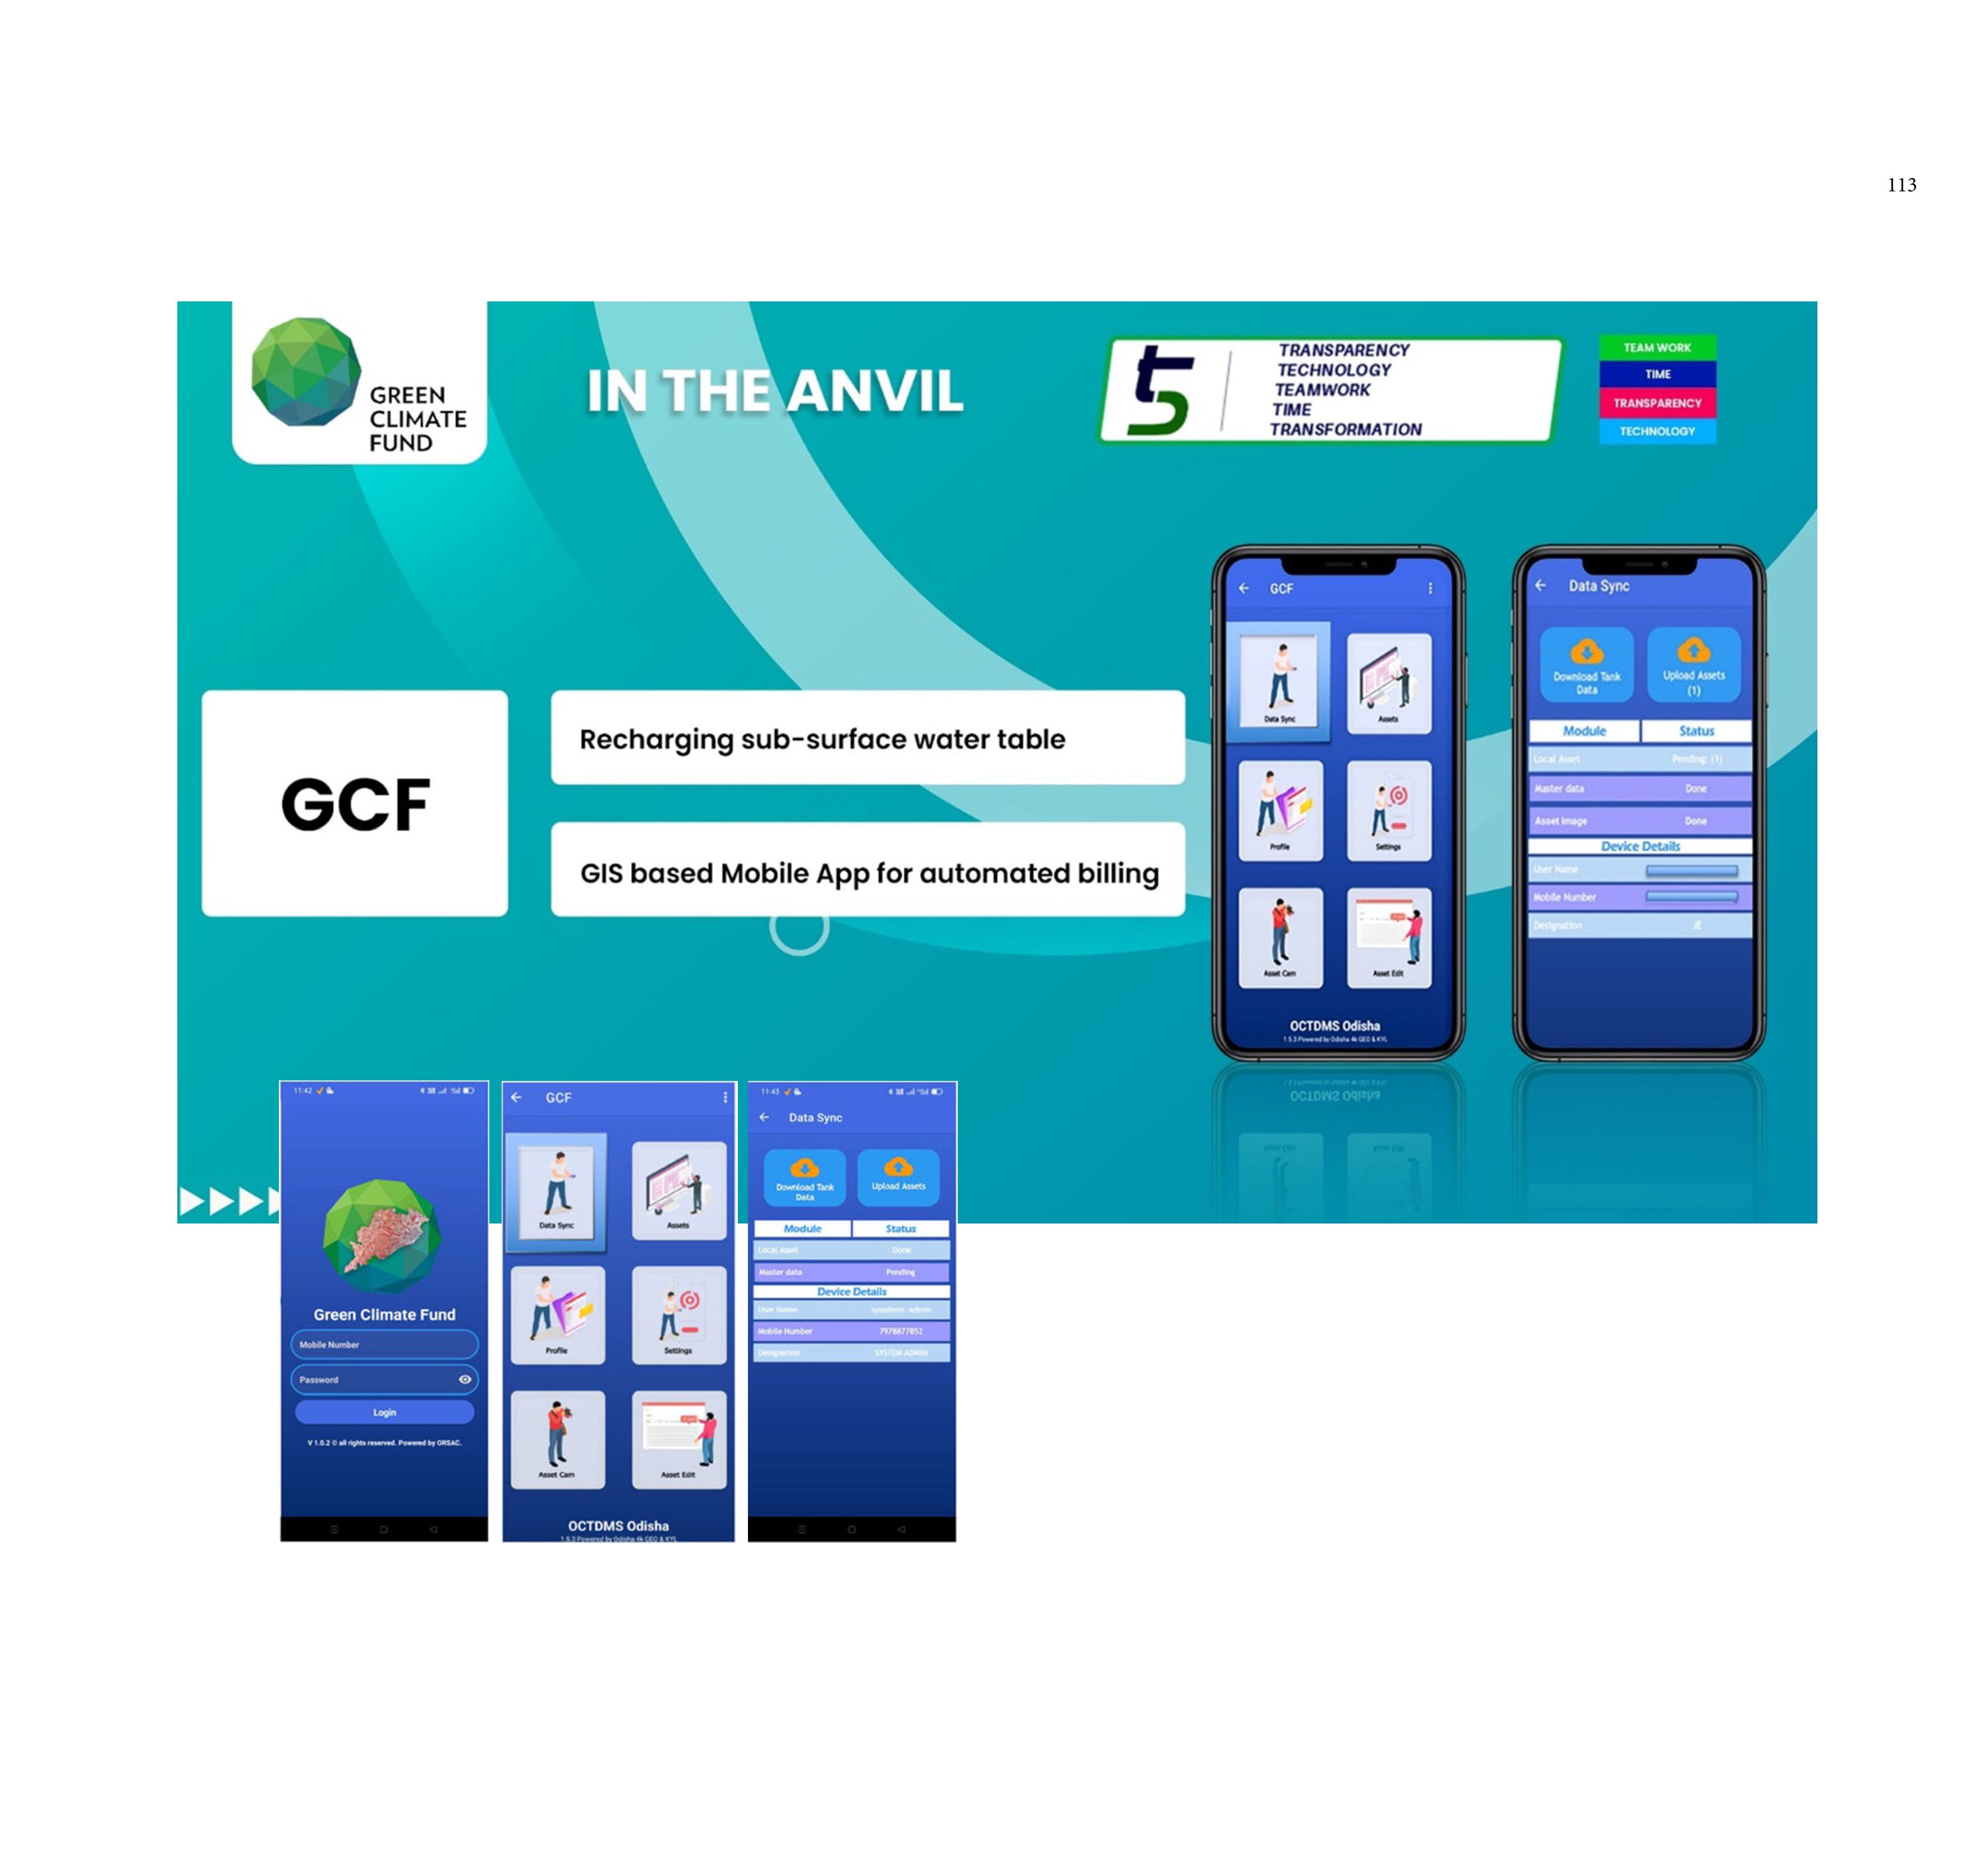 113
GREEN
CLIMATE
FUND
IN THE ANVIL
t5
TRANSPARENCY
TECHNOLOGY
TEAMWORK
TIME
TRANSFORMATION
TEAM WORK
TIME
TRANSPARENCY
TECHNOLOGY
GCF
Recharging sub-surface water table
GIS based Mobile App for automated billing
GCF
Data Sync
Assets
Profile
Settings
Asset Cam
Asset Edit
OCTDMS Odisha
1.5.3 Powered by Odisha 4k GEO & KYL
Data Sync
Download Tank
Data
Upload Assets
(1)
Module Status
Local Asset Pending: (1)
Master data Done
Asset Image Done
Device Details
User Name
Mobile Number
Designation JE
11:42
Green Climate Fund
Mobile Number
Password
Login
V 1.0.2 © all rights reserved. Powered by ORSAC.
GCF
Data Sync
Assets
Profile
Settings
Asset Cam
Asset Edit
OCTDMS Odisha
1.5.3 Powered by Odisha 4k GEO & KYL
11:43
Data Sync
Download Tank
Data
Upload Assets
Module Status
Local Asset Done
Master data Pending
Device Details
User Name sysadmin admin
Mobile Number 7978877852
Designation SYSTEM ADMIN